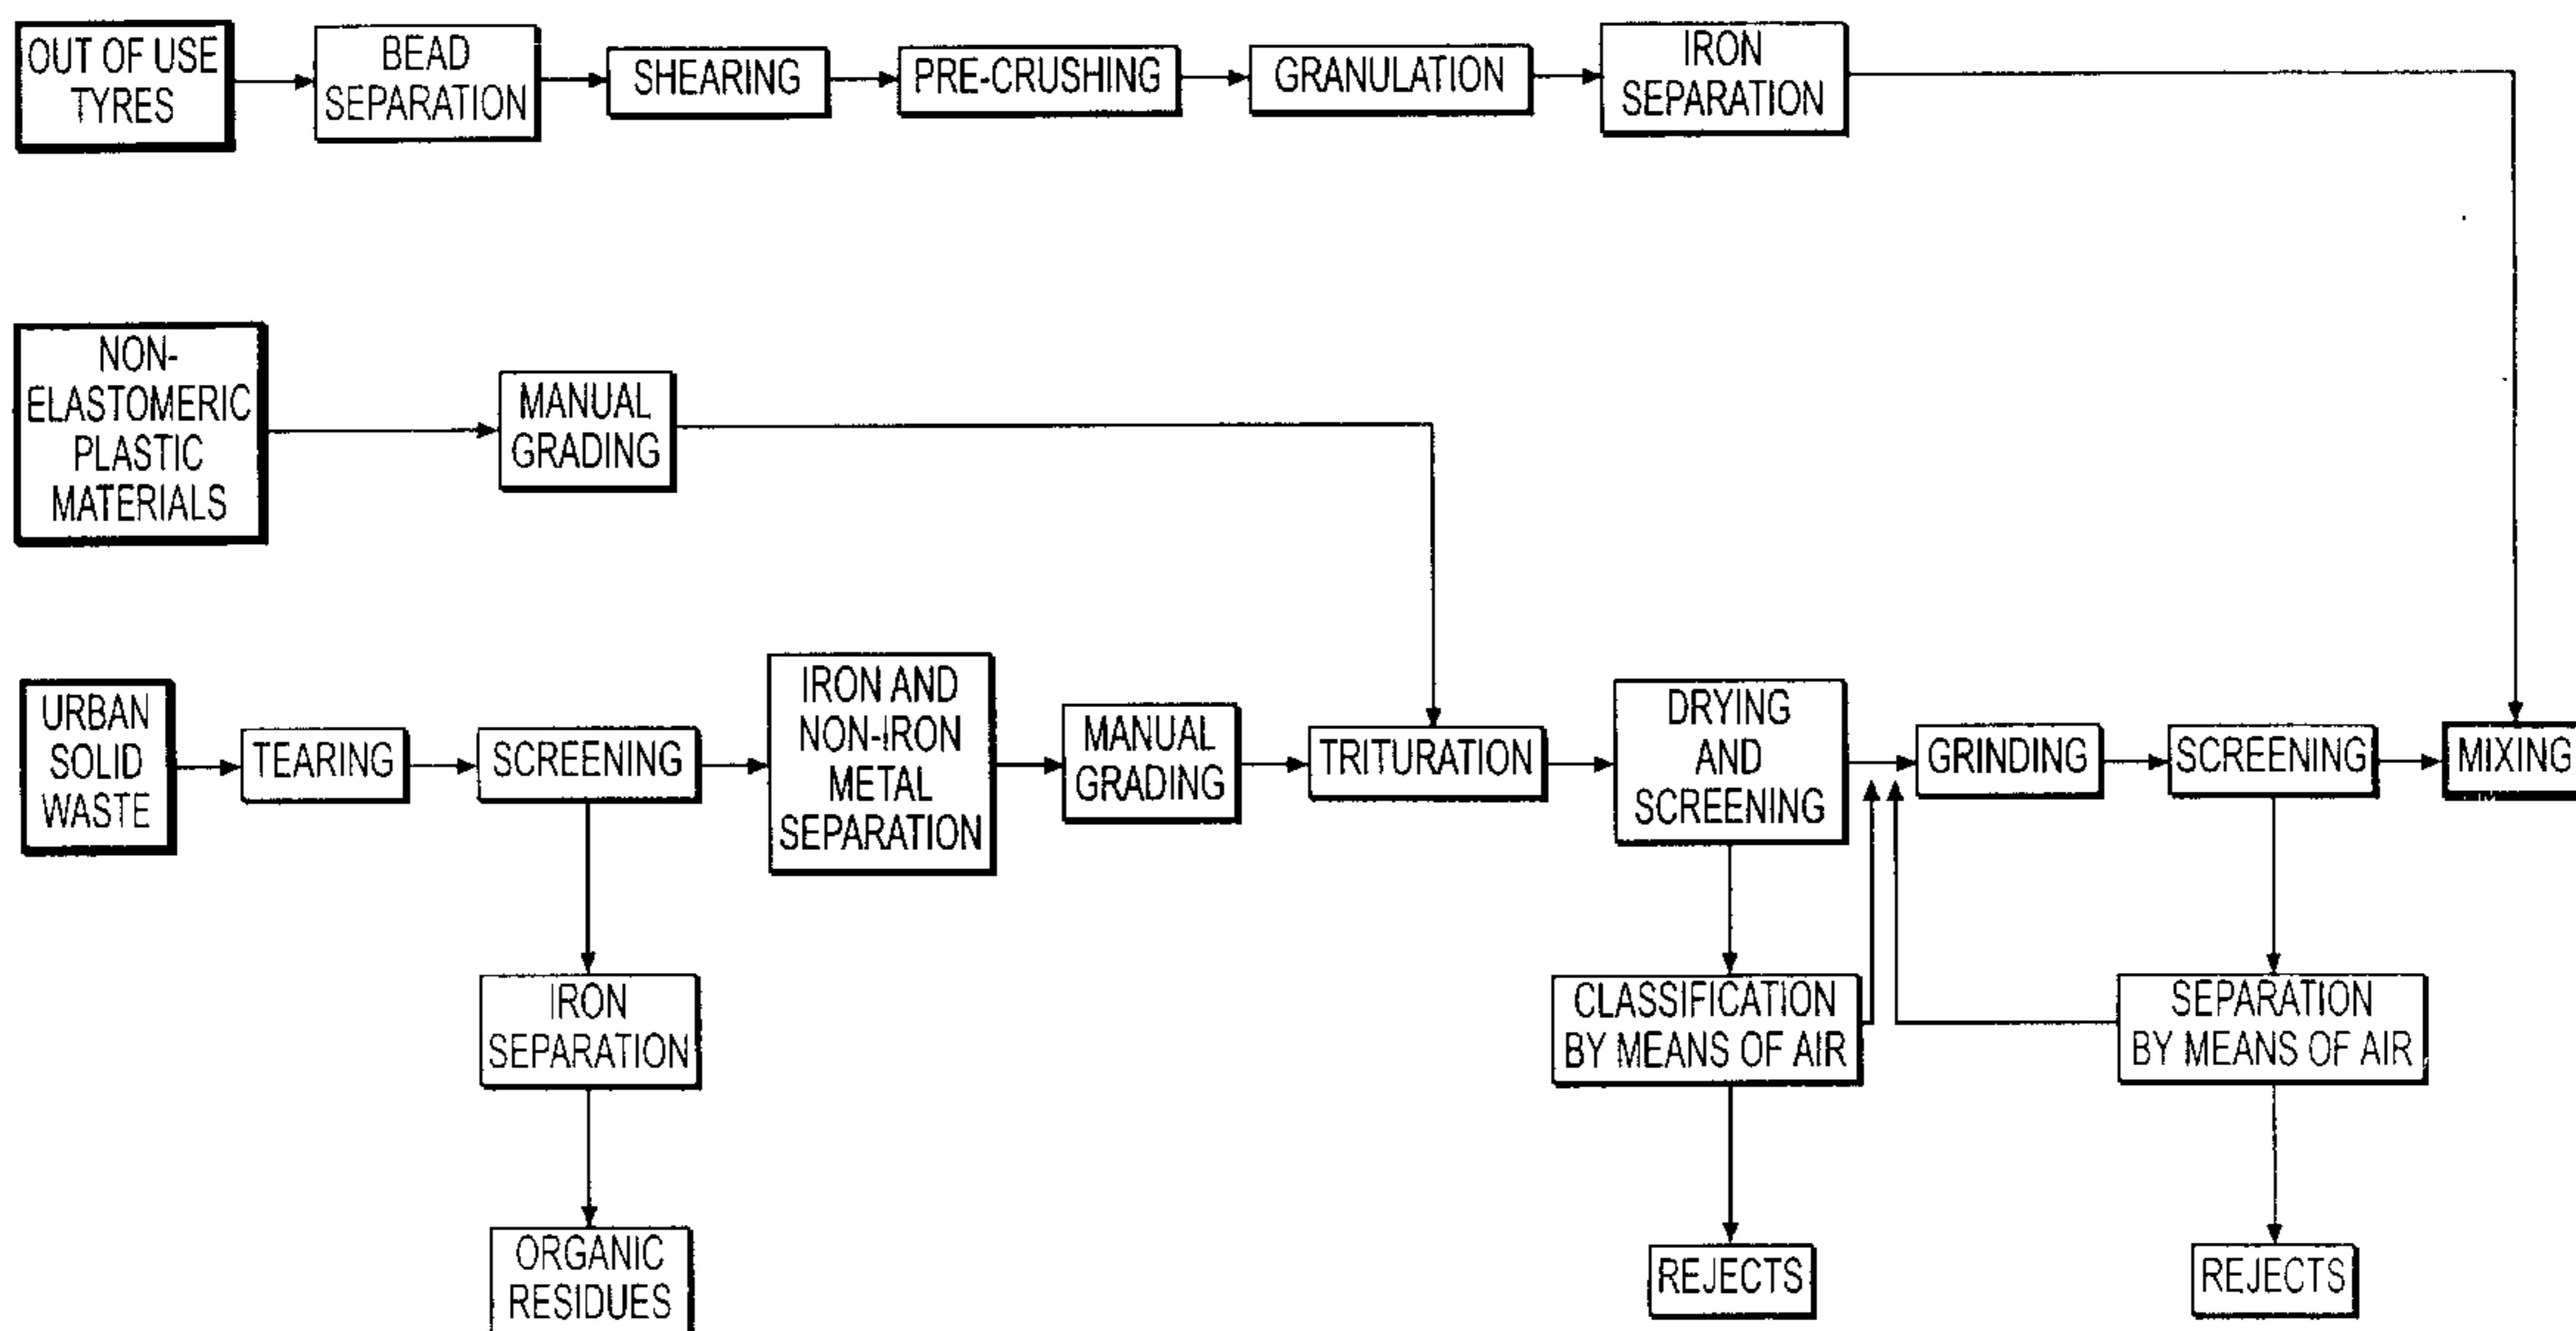 OUT OF USE
TYRES
BEAD
SEPARATION
SHEARING
PRE-CRUSHING
GRANULATION
IRON
SEPARATION
NON-
ELASTOMERIC
PLASTIC
MATERIALS
MANUAL
GRADING
URBAN
SOLID
WASTE
TEARING
SCREENING
IRON AND
NON-IRON
METAL
SEPARATION
MANUAL
GRADING
TRITURATION
DRYING
AND
SCREENING
GRINDING
SCREENING
MIXING
IRON
SEPARATION
CLASSIFICATION
BY MEANS OF AIR
SEPARATION
BY MEANS OF AIR
ORGANIC
RESIDUES
REJECTS
REJECTS